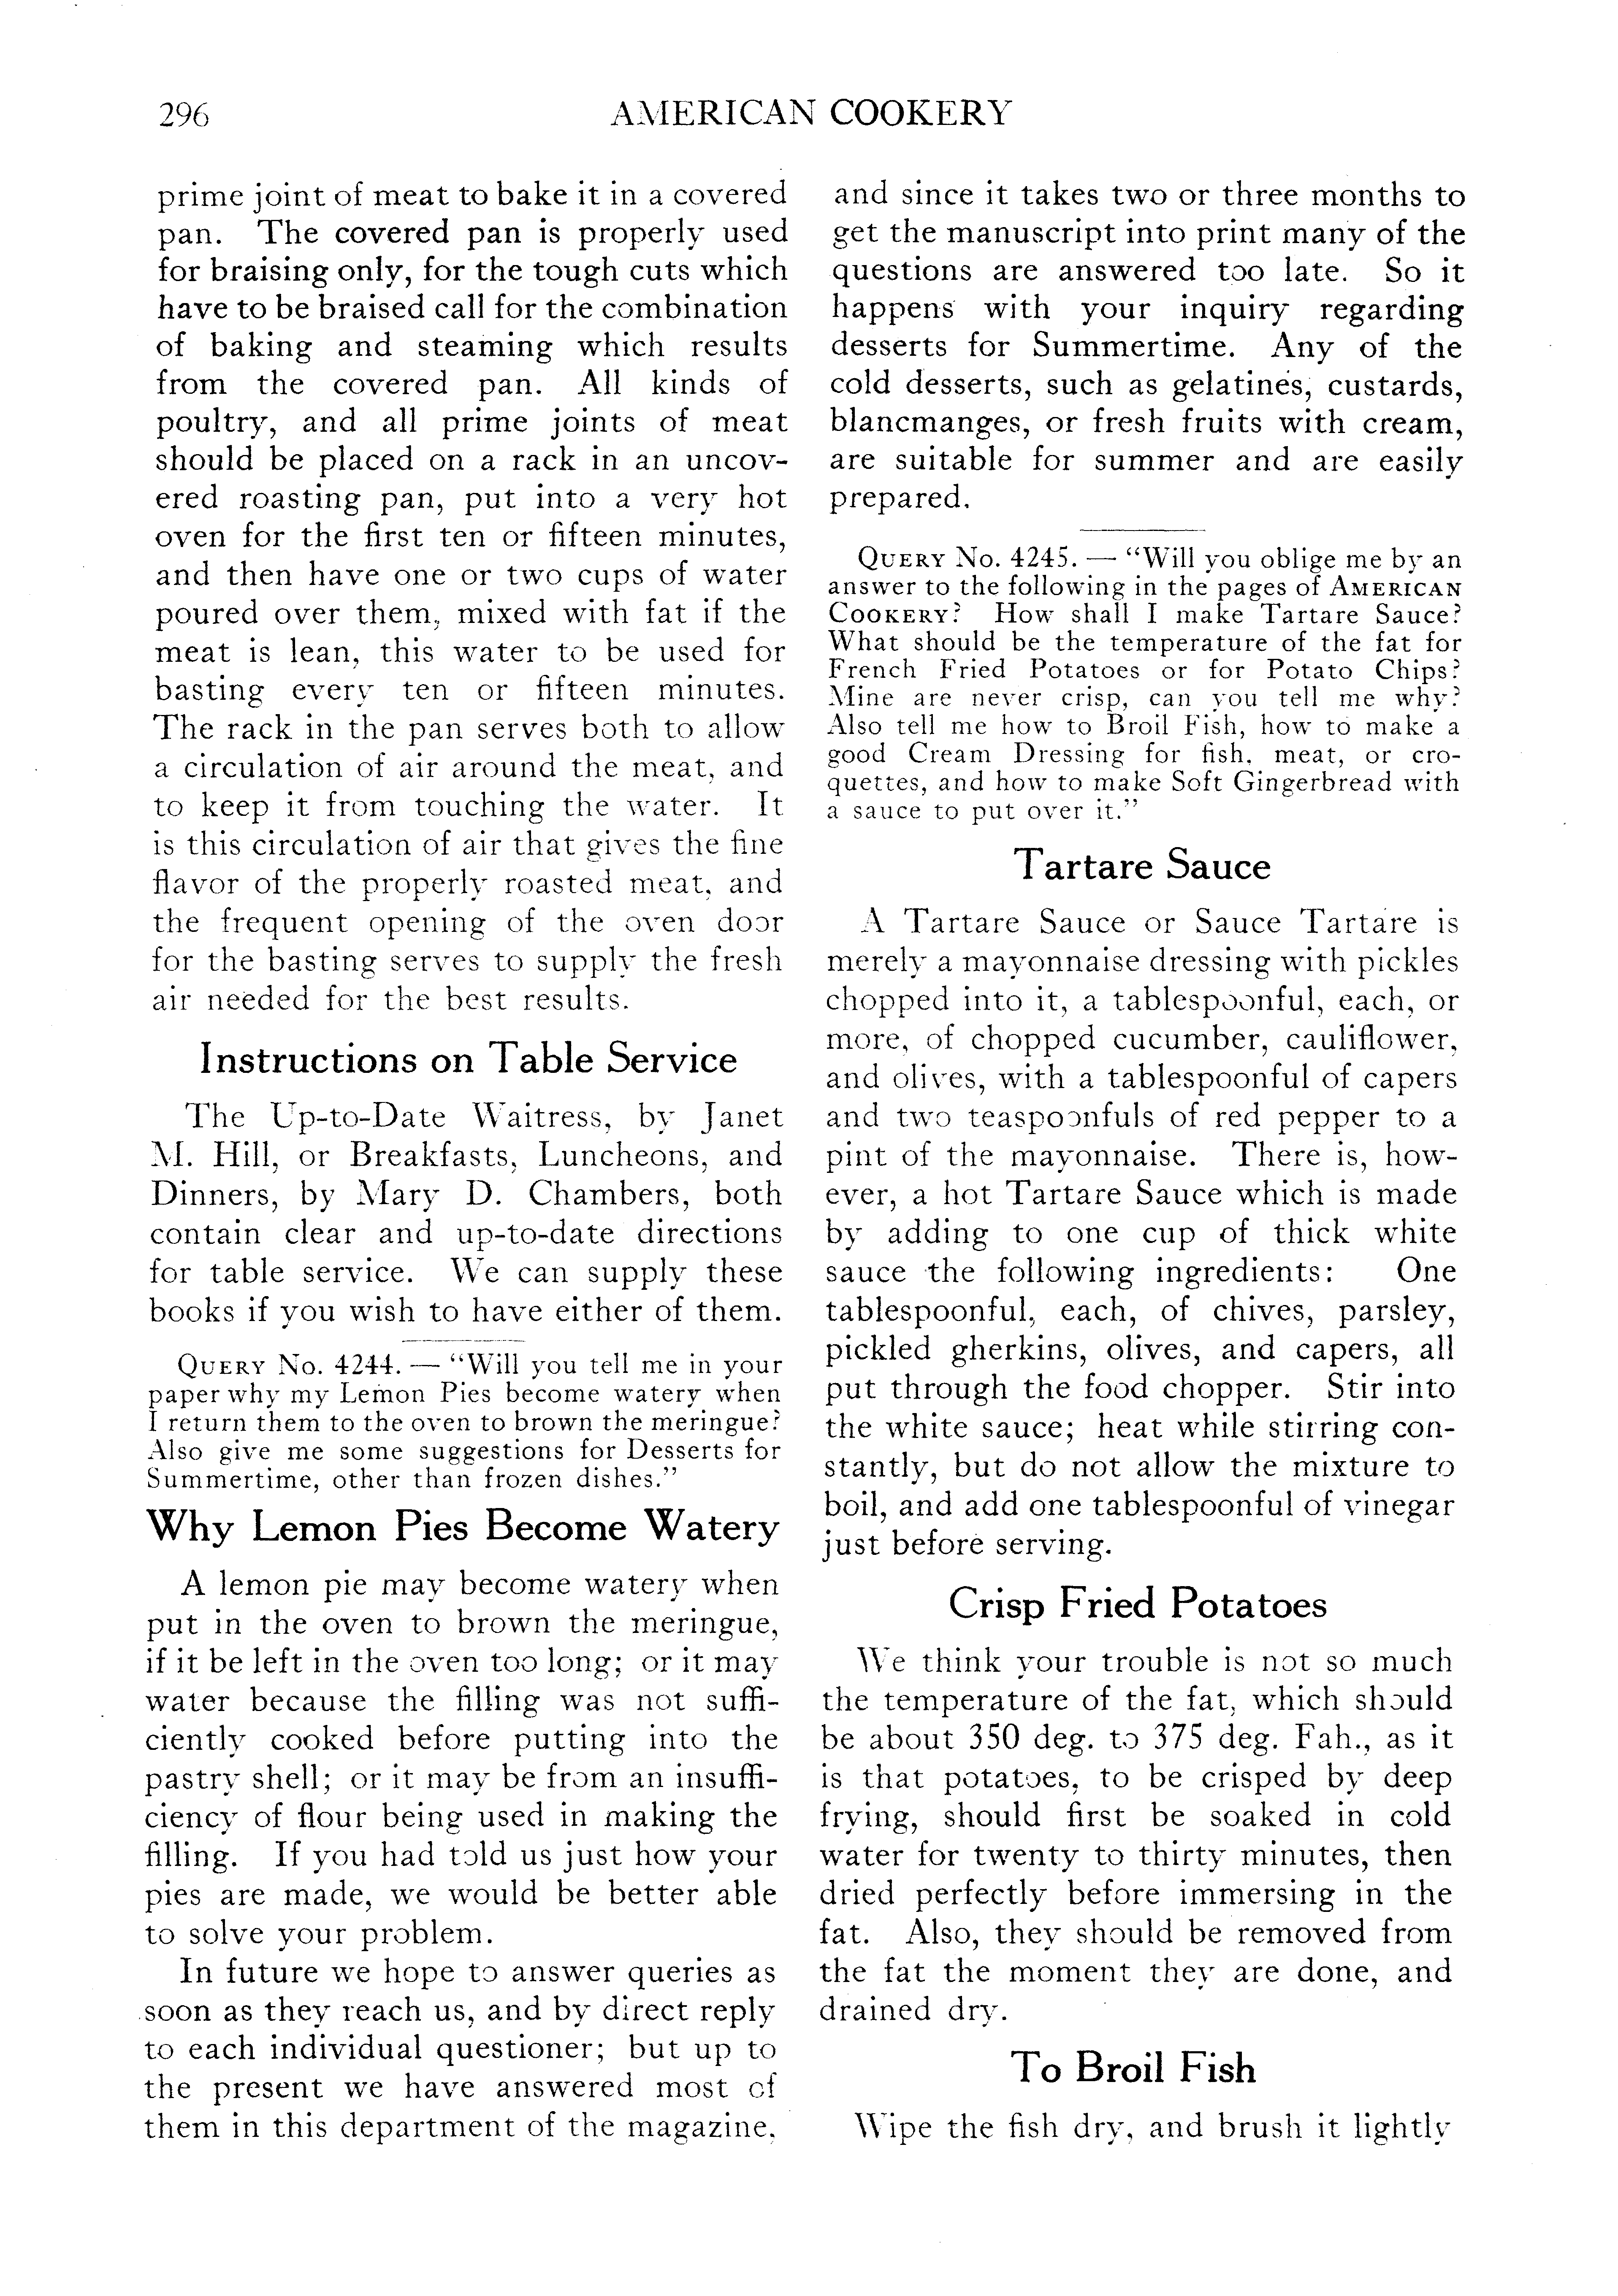 296
AMERICAN COOKERY
prime joint of meat to bake it in a covered
pan. The covered pan is properly used
for braising only, for the tough cuts which
have to be braised call for the combination
of baking and steaming which results
from the covered pan. All kinds of
poultry, and all prime joints of meat
should be placed on a rack in an uncov-
ered roasting pan, put into a very hot
oven for the first ten or fifteen minutes,
and then have one or two cups of water
poured over them, mixed with fat if the
meat is lean, this water to be used for
basting every ten or fifteen minutes.
The rack in the pan serves both to allow
a circulation of air around the meat, and
to keep it from touching the water. It
is this circulation of air that gives the fine
flavor of the properly roasted meat, and
the frequent opening of the oven door
for the basting serves to supply the fresh
air needed for the best results.
Instructions on Table Service
The Up-to-Date Waitress, by Janet
M. Hill, or Breakfasts, Luncheons, and
Dinners, by Mary D. Chambers, both
contain clear and up-to-date directions
for table service. We can supply these
books if you wish to have either of them.
QUERY No. 4244. — "Will you tell me in your
paper why my Lemon Pies become watery when
I return them to the oven to brown the meringue?
Also give me some suggestions for Desserts for
Summertime, other than frozen dishes."
Why Lemon Pies Become Watery
A lemon pie may become watery when
put in the oven to brown the meringue,
if it be left in the oven too long; or it may
water because the filling was not suffi-
ciently cooked before putting into the
pastry shell; or it may be from an insuffi-
ciency of flour being used in making the
filling. If you had told us just how your
pies are made, we would be better able
to solve your problem.
In future we hope to answer queries as
soon as they reach us, and by direct reply
to each individual questioner; but up to
the present we have answered most of
them in this department of the magazine,
and since it takes two or three months to
get the manuscript into print many of the
questions are answered too late. So it
happens with your inquiry regarding
desserts for Summertime. Any of the
cold desserts, such as gelatines, custards,
blancmanges, or fresh fruits with cream,
are suitable for summer and are easily
prepared.
QUERY No. 4245. — "Will you oblige me by an
answer to the following in the pages of AMERICAN
COOKERY? How shall I make Tartare Sauce?
What should be the temperature of the fat for
French Fried Potatoes or for Potato Chips?
Mine are never crisp, can you tell me why?
Also tell me how to Broil Fish, how to make a
good Cream Dressing for fish, meat, or cro-
quettes, and how to make Soft Gingerbread with
a sauce to put over it."
Tartare Sauce
A Tartare Sauce or Sauce Tartare is
merely a mayonnaise dressing with pickles
chopped into it, a tablespoonful, each, or
more, of chopped cucumber, cauliflower,
and olives, with a tablespoonful of capers
and two teaspoonfuls of red pepper to a
pint of the mayonnaise. There is, how-
ever, a hot Tartare Sauce which is made
by adding to one cup of thick white
sauce the following ingredients: One
tablespoonful, each, of chives, parsley,
pickled gherkins, olives, and capers, all
put through the food chopper. Stir into
the white sauce; heat while stirring con-
stantly, but do not allow the mixture to
boil, and add one tablespoonful of vinegar
just before serving.
Crisp Fried Potatoes
We think your trouble is not so much
the temperature of the fat, which should
be about 350 deg. to 375 deg. Fah., as it
is that potatoes, to be crisped by deep
frying, should first be soaked in cold
water for twenty to thirty minutes, then
dried perfectly before immersing in the
fat. Also, they should be removed from
the fat the moment they are done, and
drained dry.
To Broil Fish
Wipe the fish dry, and brush it lightly